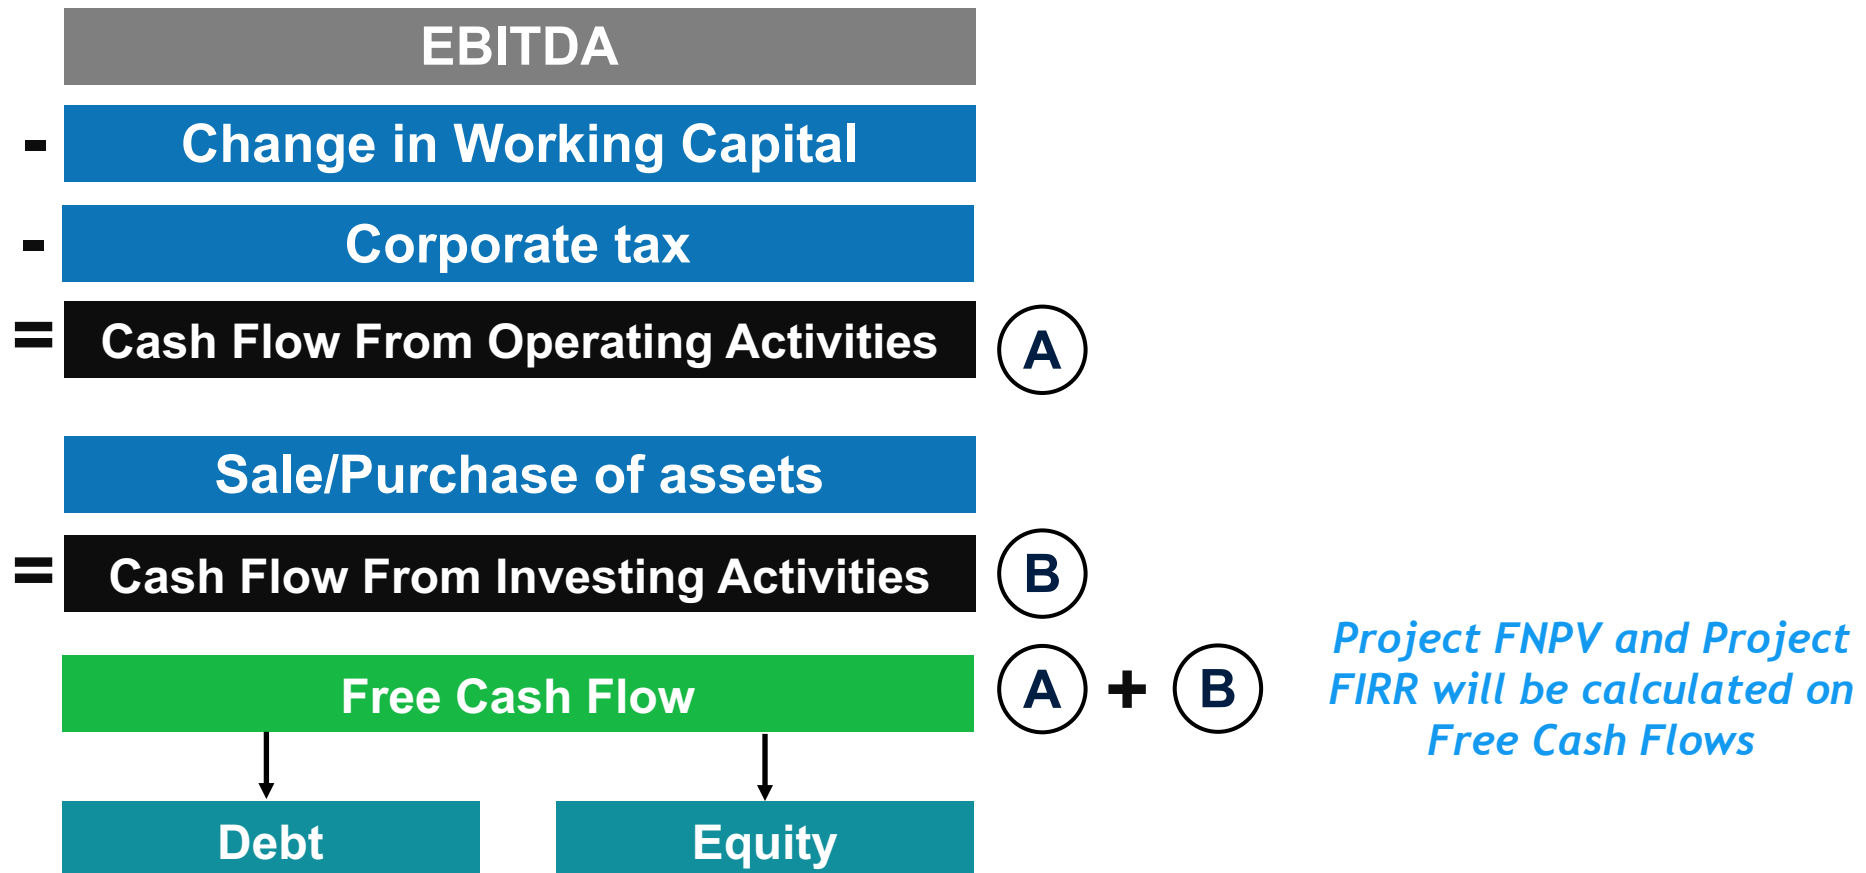 EBITDA
- Change in Working Capital
- Corporate tax
= Cash Flow From Operating Activities A
Sale/Purchase of assets
= Cash Flow From Investing Activities B
Free Cash Flow A + B
Project FNPV and Project
FIRR will be calculated on
Free Cash Flows
Debt Equity